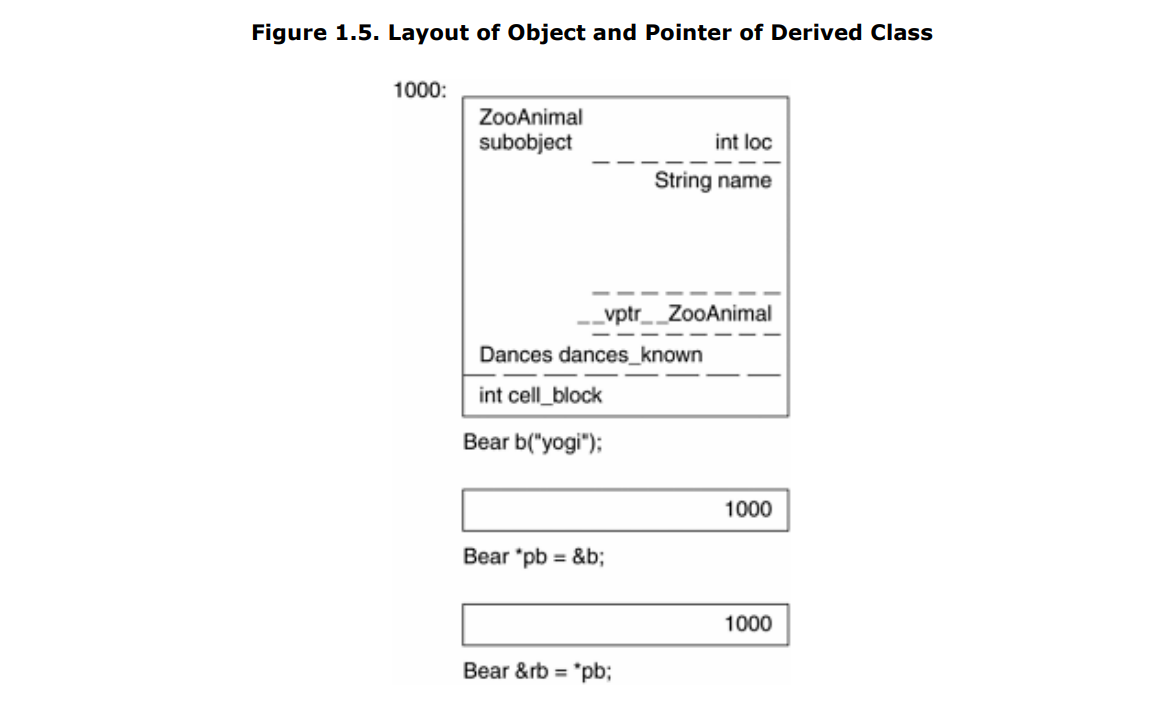 Figure 1.5. Layout of Object and Pointer of Derived Class
1000:
ZooAnimal
subobject
int loc
String name
__vptr__ZooAnimal
Dances dances_known
int cell_block
Bear b("yogi");
1000
Bear *pb = &b;
1000
Bear &rb = *pb;